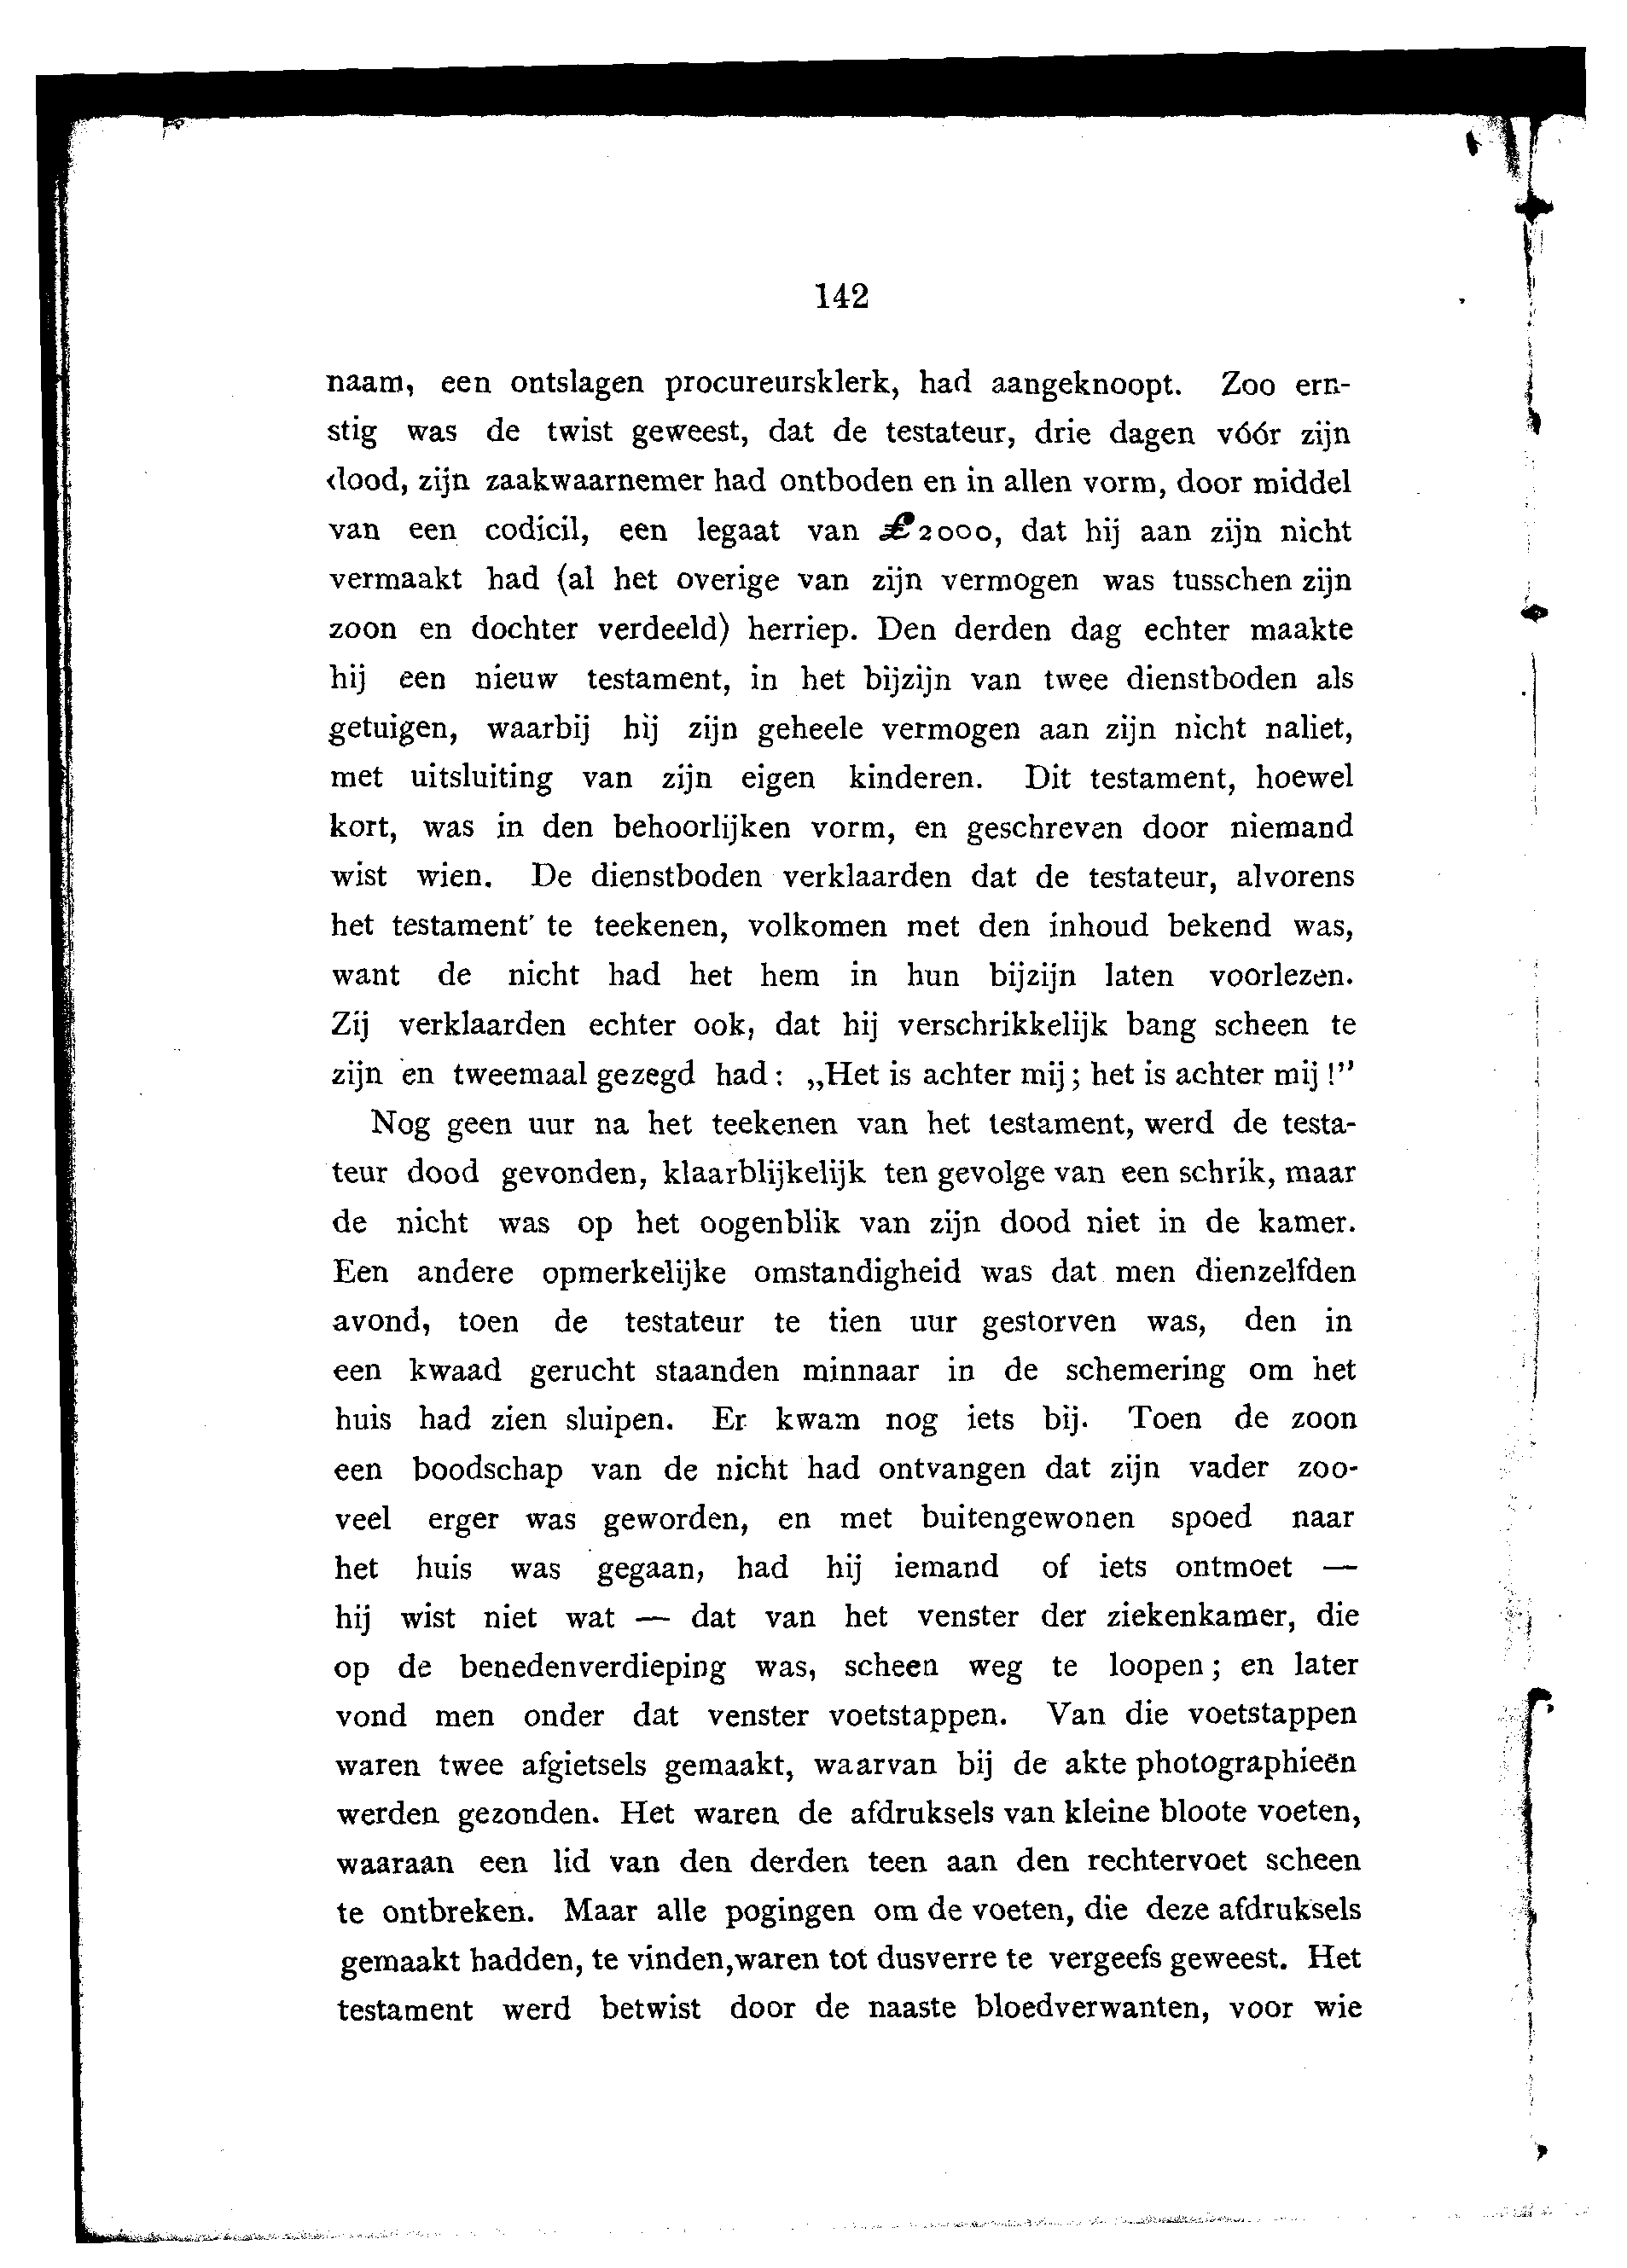 142
naam, een ontslagen procureursklerk, had aangeknoopt. Zoo ern-
stig was de twist geweest, dat de testateur, drie dagen vóór zijn
dood, zijn zaakwaarnemer had ontboden en in allen vorm, door middel
van een codicil, een legaat van £2000, dat hij aan zijn nicht
vermaakt had (al het overige van zijn vermogen was tusschen zijn
zoon en dochter verdeeld) herriep. Den derden dag echter maakte
hij een nieuw testament, in het bijzijn van twee dienstboden als
getuigen, waarbij hij zijn geheele vermogen aan zijn nicht naliet,
met uitsluiting van zijn eigen kinderen. Dit testament, hoewel
kort, was in den behoorlijken vorm, en geschreven door niemand
wist wien. De dienstboden verklaarden dat de testateur, alvorens
het testament te teekenen, volkomen met den inhoud bekend was,
want de nicht had het hem in hun bijzijn laten voorlezen.
Zij verklaarden echter ook, dat hij verschrikkelijk bang scheen te
zijn en tweemaal gezegd had: „Het is achter mij; het is achter mij!”
Nog geen uur na het teekenen van het testament, werd de testa-
teur dood gevonden, klaarblijkelijk ten gevolge van een schrik, maar
de nicht was op het oogenblik van zijn dood niet in de kamer.
Een andere opmerkelijke omstandigheid was dat men dienzelfden
avond, toen de testateur te tien uur gestorven was, den in
een kwaad gerucht staanden minnaar in de schemering om het
huis had zien sluipen. Er kwam nog iets bij. Toen de zoon
een boodschap van de nicht had ontvangen dat zijn vader zoo-
veel erger was geworden, en met buitengewonen spoed naar
het huis was gegaan, had hij iemand of iets ontmoet —
hij wist niet wat — dat van het venster der ziekenkamer, die
op de benedenverdieping was, scheen weg te loopen; en later
vond men onder dat venster voetstappen. Van die voetstappen
waren twee afgietsels gemaakt, waarvan bij de akte photographieën
werden gezonden. Het waren de afdruksels van kleine bloote voeten,
waaraan een lid van den derden teen aan den rechtervoet scheen
te ontbreken. Maar alle pogingen om de voeten, die deze afdruksels
gemaakt hadden, te vinden,waren tot dusverre te vergeefs geweest. Het
testament werd betwist door de naaste bloedverwanten, voor wie